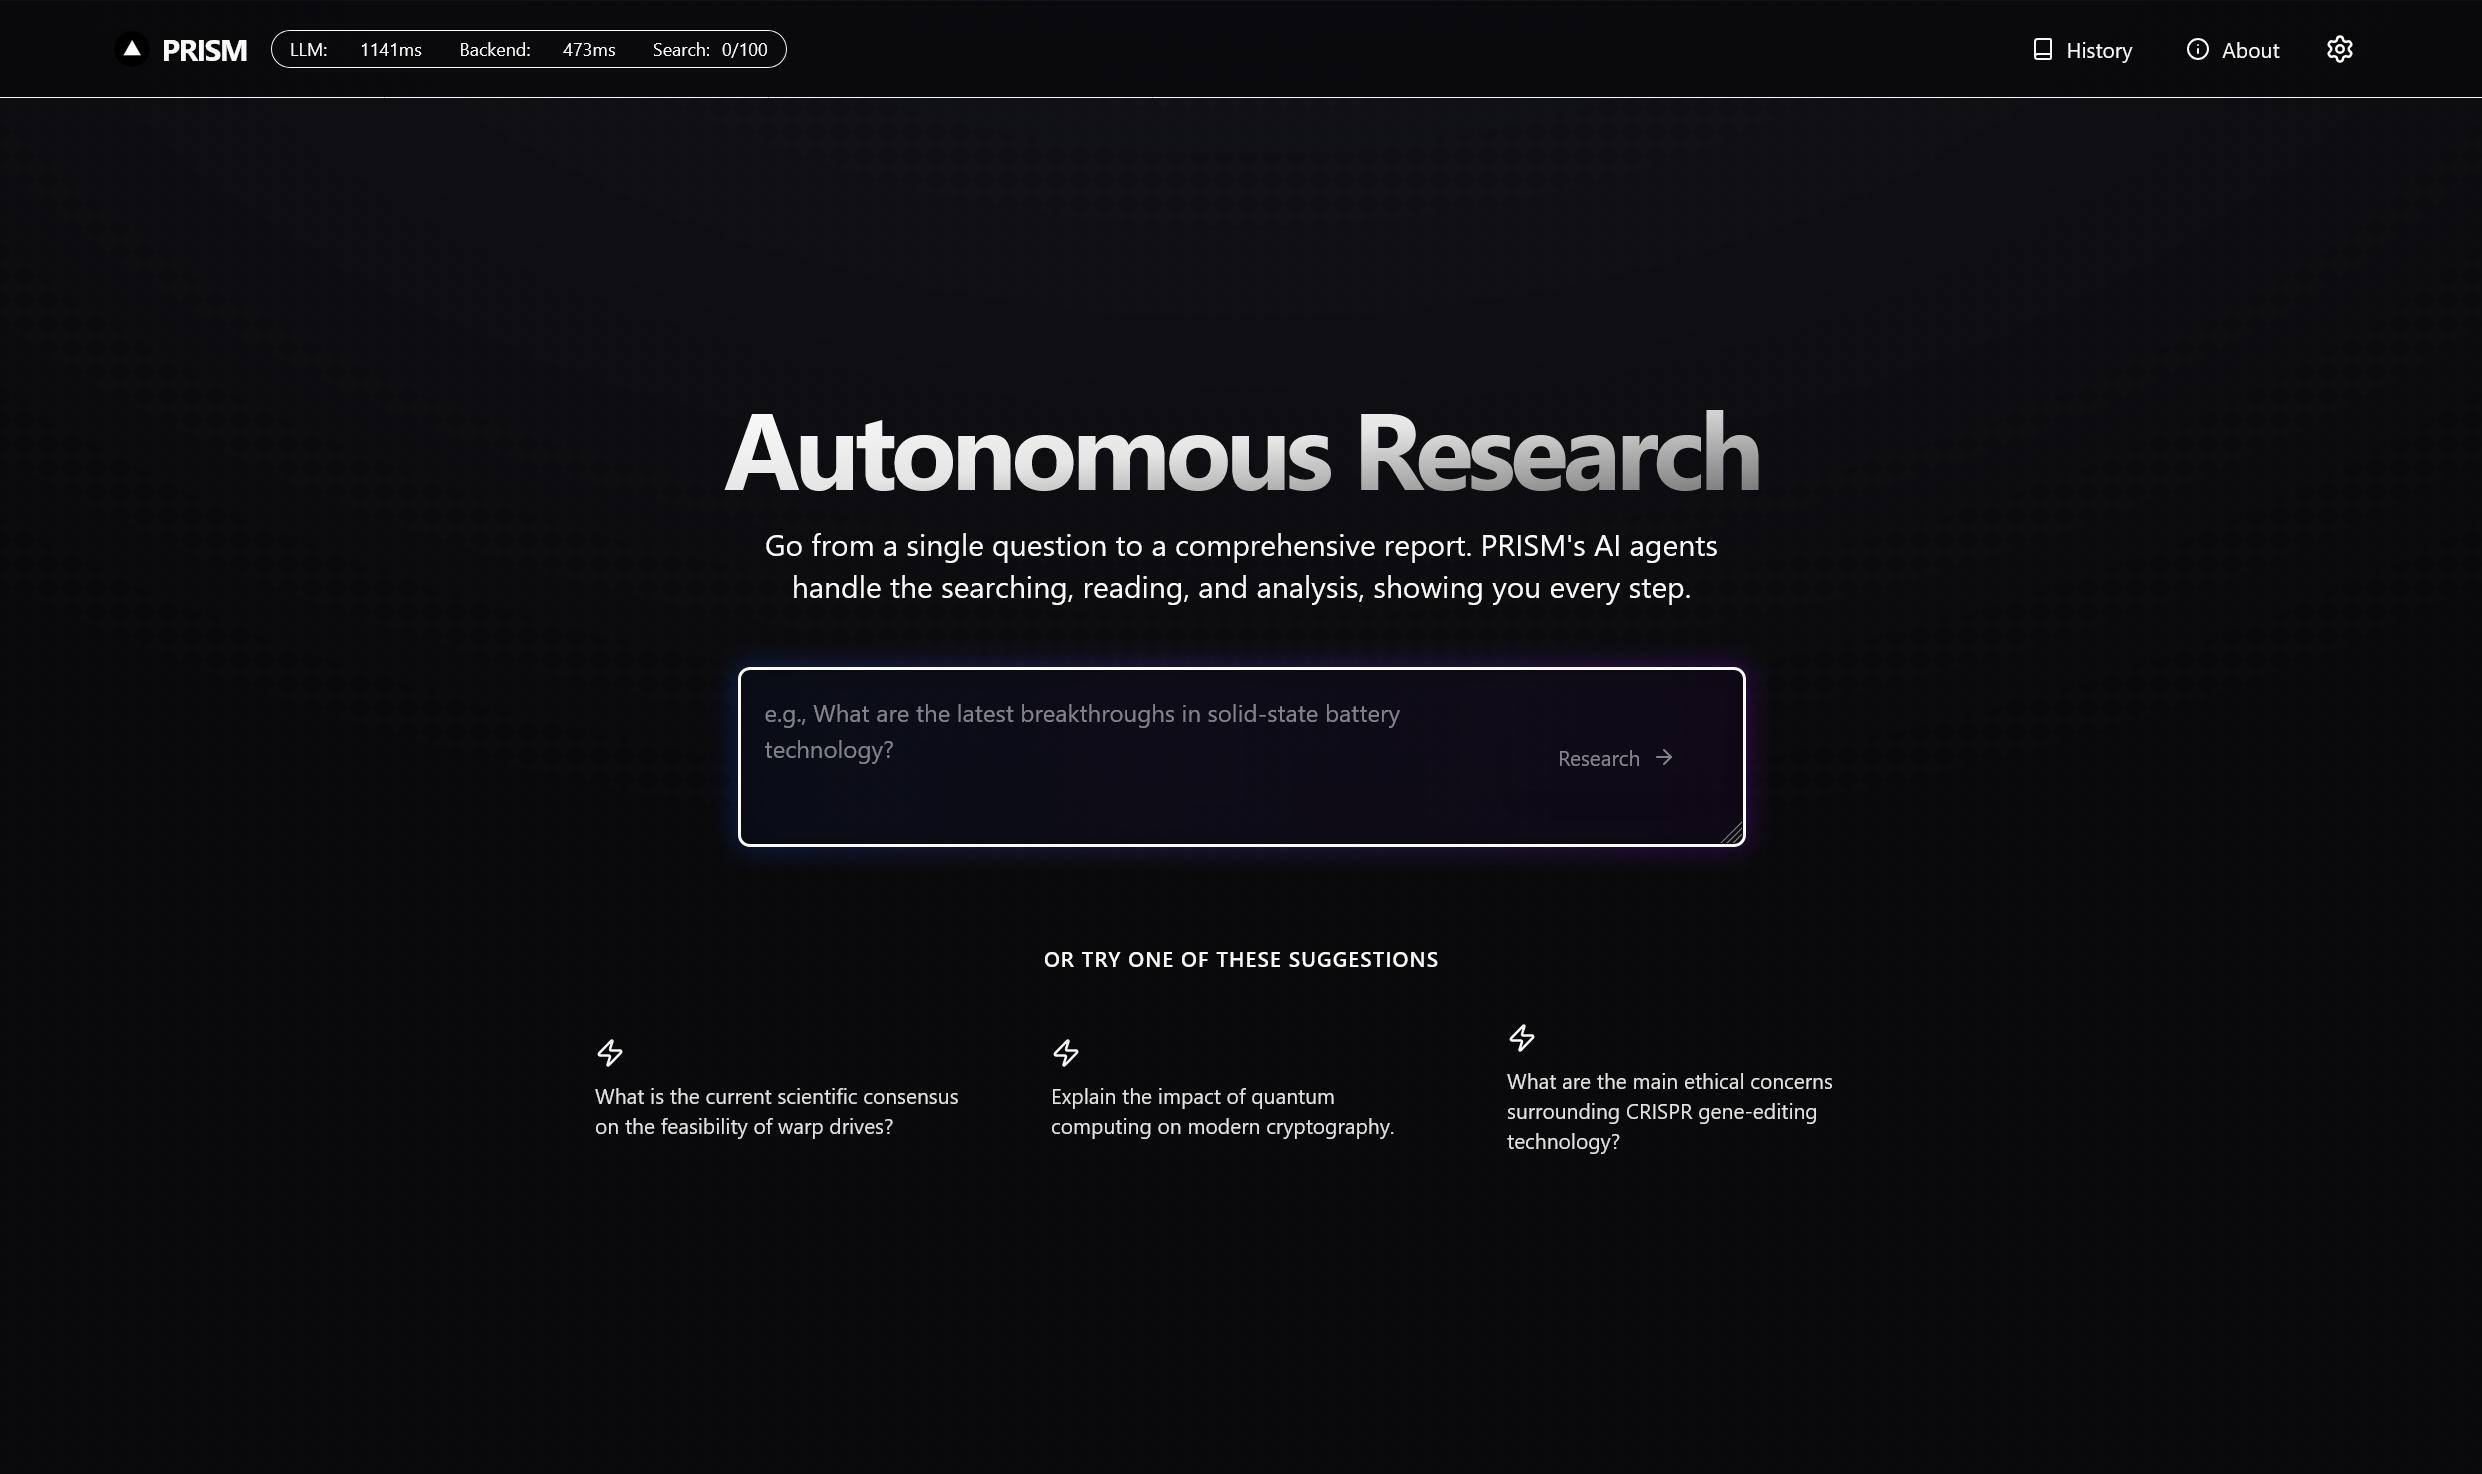 PRISM
LLM: 1141ms Backend: 473ms Search: 0/100
History
About
Autonomous Research
Go from a single question to a comprehensive report. PRISM's AI agents
handle the searching, reading, and analysis, showing you every step.
e.g., What are the latest breakthroughs in solid-state battery
technology?
Research
OR TRY ONE OF THESE SUGGESTIONS
What is the current scientific consensus
on the feasibility of warp drives?
Explain the impact of quantum
computing on modern cryptography.
What are the main ethical concerns
surrounding CRISPR gene-editing
technology?